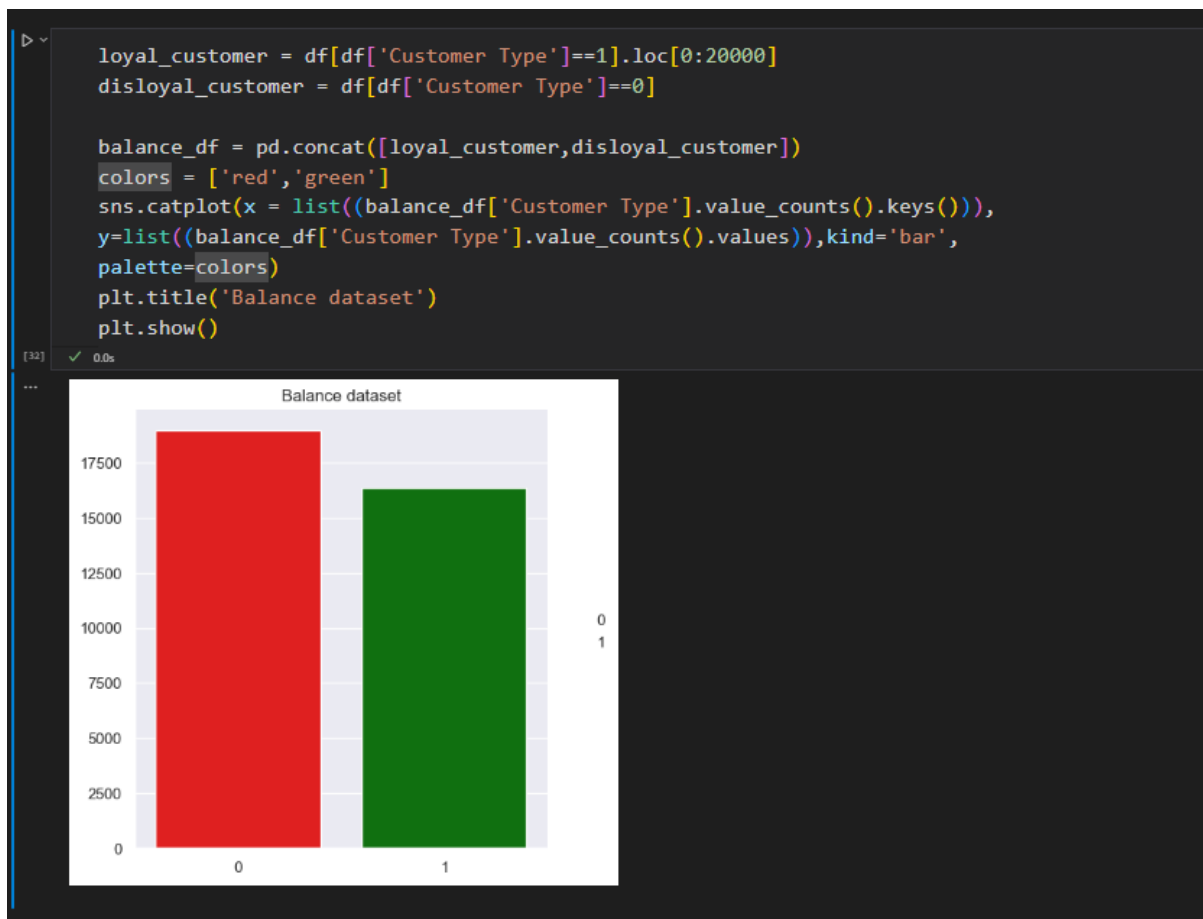 loyal_customer = df[df['Customer Type']==1].loc[0:20000]
disloyal_customer = df[df['Customer Type']==0]
balance_df = pd.concat([loyal_customer,disloyal_customer])
colors = ['red','green']
sns.catplot(x = list((balance_df['Customer Type'].value_counts().keys())),
y=list((balance_df['Customer Type'].value_counts().values)),kind='bar',
palette=colors)
plt.title('Balance dataset')
plt.show()
[32] ✓ 0.0s
...
Balance dataset
17500
15000
12500
10000
7500
5000
2500
0
0 1
0
1